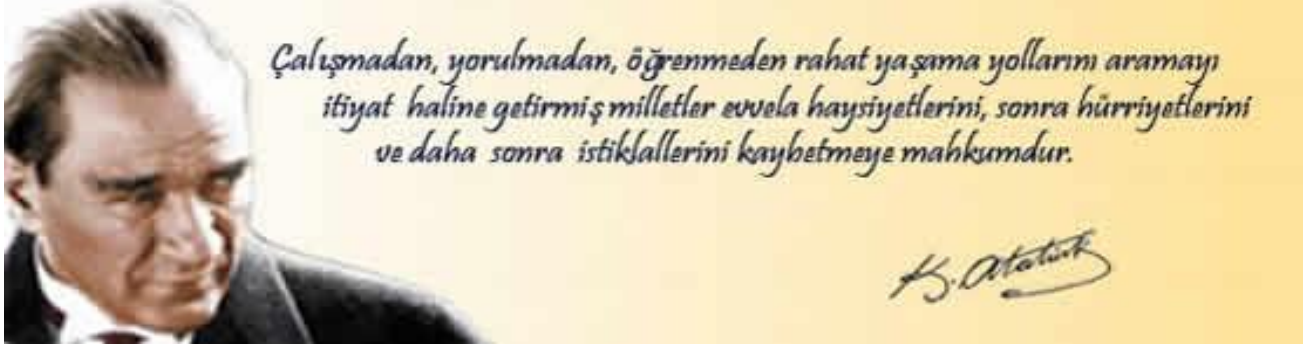 Çalışmadan, yorulmadan, öğrenmeden rahat yaşama yollarını aramayı
itiyat haline getirmiş milletler evvela haysiyetlerini, sonra hürriyetlerini
ve daha sonra istiklallerini kaybetmeye mahkumdur.
K. Atatürk